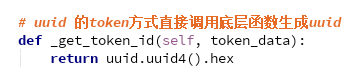 # uuid 的token方式直接调用底层函数生成uuid
def _get_token_id(self, token_data):
    return uuid.uuid4().hex